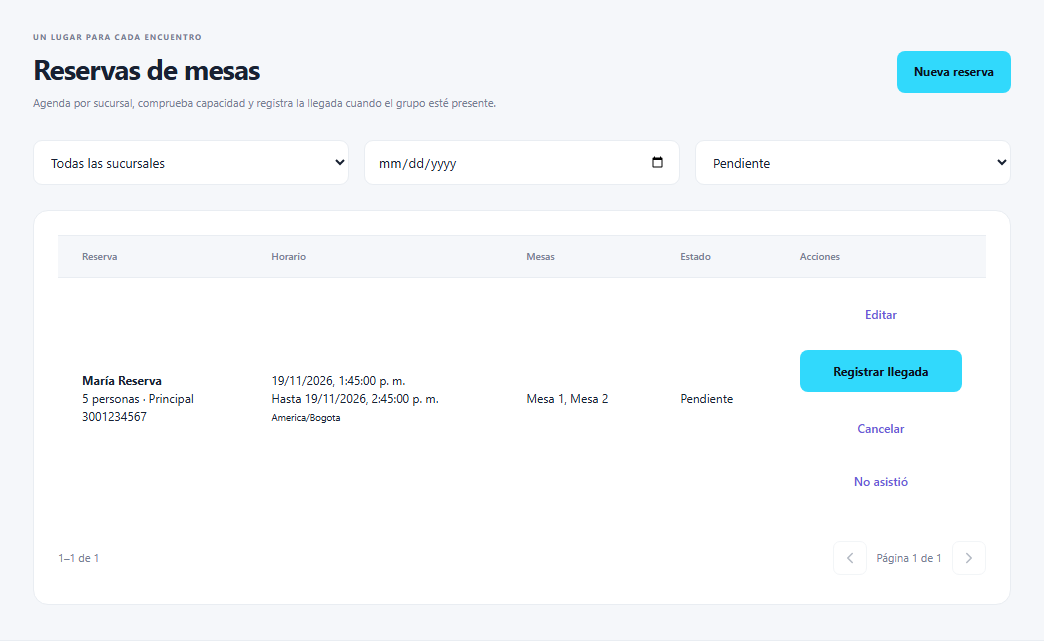 UN LUGAR PARA CADA ENCUENTRO
Reservas de mesas
Nueva reserva
Agenda por sucursal, comprueba capacidad y registra la llegada cuando el grupo esté presente.
Todas las sucursales
mm/dd/yyyy
Pendiente
Reserva
Horario
Mesas
Estado
Acciones
María Reserva
5 personas · Principal
3001234567
19/11/2026, 1:45:00 p. m.
Hasta 19/11/2026, 2:45:00 p. m.
America/Bogota
Mesa 1, Mesa 2
Pendiente
Editar
Registrar llegada
Cancelar
No asistió
1–1 de 1
Página 1 de 1